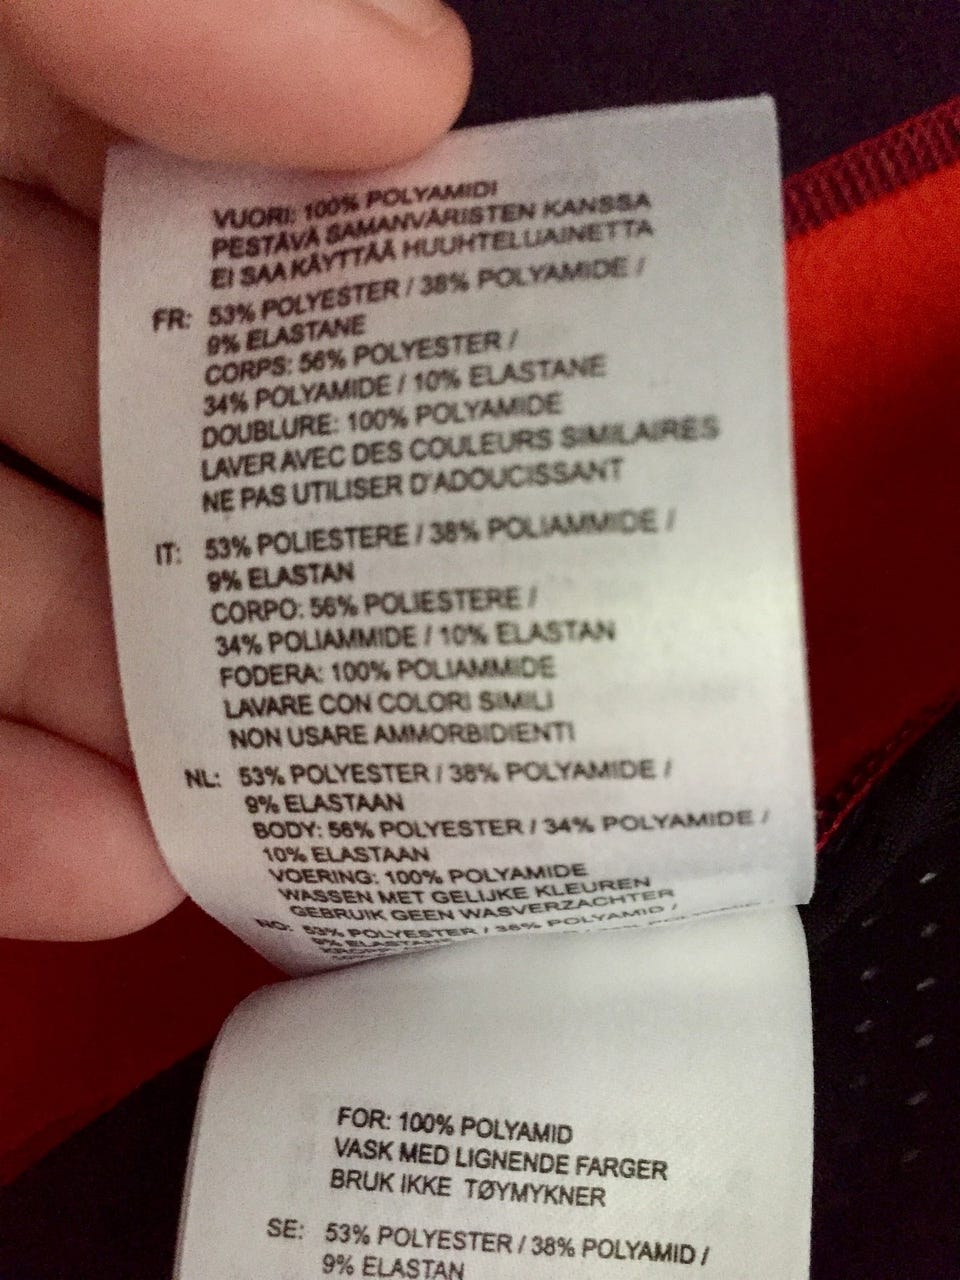 VUORI: 100% POLYAMIDI
PESTÄVÄ SAMANVÄRISTEN KANSSA
EI SAA KÄYTTÄÄ HUUHTELUAINETTA
FR: 53% POLYESTER / 38% POLYAMIDE /
9% ELASTANE
CORPS: 56% POLYESTER /
34% POLYAMIDE / 10% ELASTANE
DOUBLURE: 100% POLYAMIDE
LAVER AVEC DES COULEURS SIMILAIRES
NE PAS UTILISER D'ADOUCISSANT
IT: 53% POLIESTERE / 38% POLIAMMIDE /
9% ELASTAN
CORPO: 56% POLIESTERE /
34% POLIAMMIDE / 10% ELASTAN
FODERA: 100% POLIAMMIDE
LAVARE CON COLORI SIMILI
NON USARE AMMORBIDIENTI
NL: 53% POLYESTER / 38% POLYAMIDE /
9% ELASTAAN
BODY: 56% POLYESTER / 34% POLYAMIDE /
10% ELASTAAN
VOERING: 100% POLYAMIDE
WASSEN MET GELIJKE KLEUREN
GEBRUIK GEEN WASVERZACHTER
NO: 53% POLYESTER / 38% POLYAMID /
9% ELASTAN
FOR: 100% POLYAMID
VASK MED LIGNENDE FARGER
BRUK IKKE TØYMYKNER
SE: 53% POLYESTER / 38% POLYAMID /
9% ELASTAN